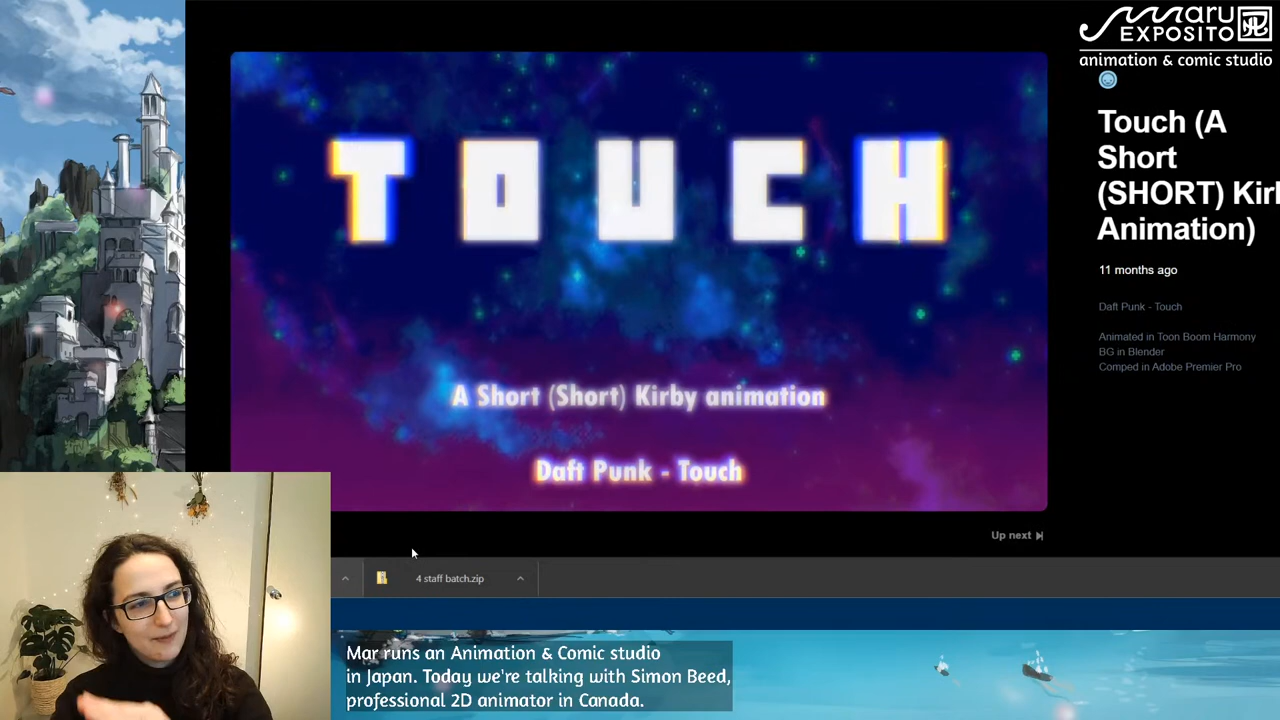 maru
EXPOSITO
animation & comic studio
TOUCH
A Short (Short) Kirby animation
Daft Punk - Touch
Touch (A
Short
(SHORT) Kir
Animation)
11 months ago
Daft Punk - Touch
Animated in Toon Boom Harmony
BG in Blender
Comped in Adobe Premier Pro
Up next
4 staff batch.zip
Mar runs an Animation & Comic studio
in Japan. Today we're talking with Simon Beed,
professional 2D animator in Canada.